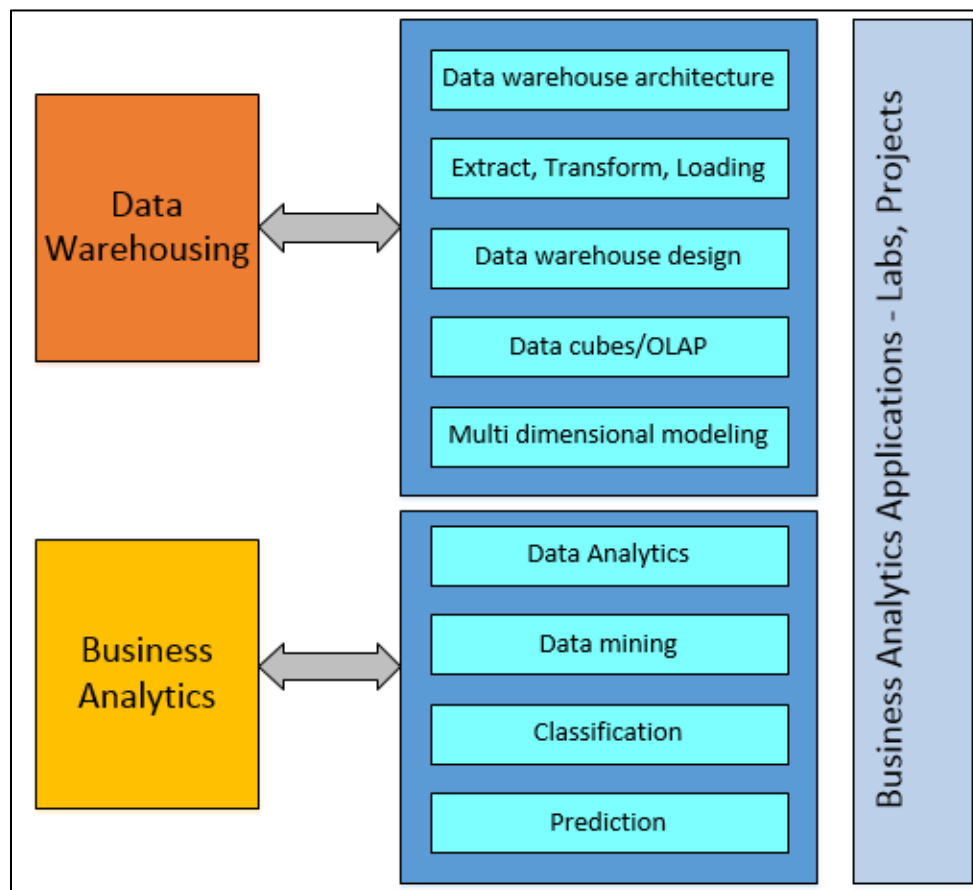 Data
Warehousing
Data warehouse architecture
Extract, Transform, Loading
Data warehouse design
Data cubes/OLAP
Multi dimensional modeling
Business
Analytics
Data Analytics
Data mining
Classification
Prediction
Business Analytics Applications - Labs, Projects